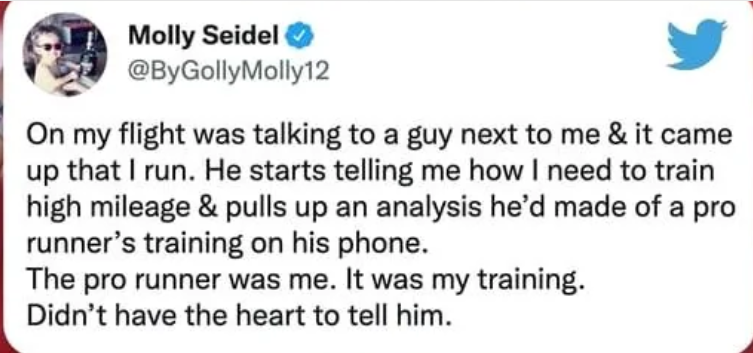 Molly Seidel
@ByGollyMolly12
On my flight was talking to a guy next to me & it came
up that I run. He starts telling me how I need to train
high mileage & pulls up an analysis he’d made of a pro
runner’s training on his phone.
The pro runner was me. It was my training.
Didn’t have the heart to tell him.